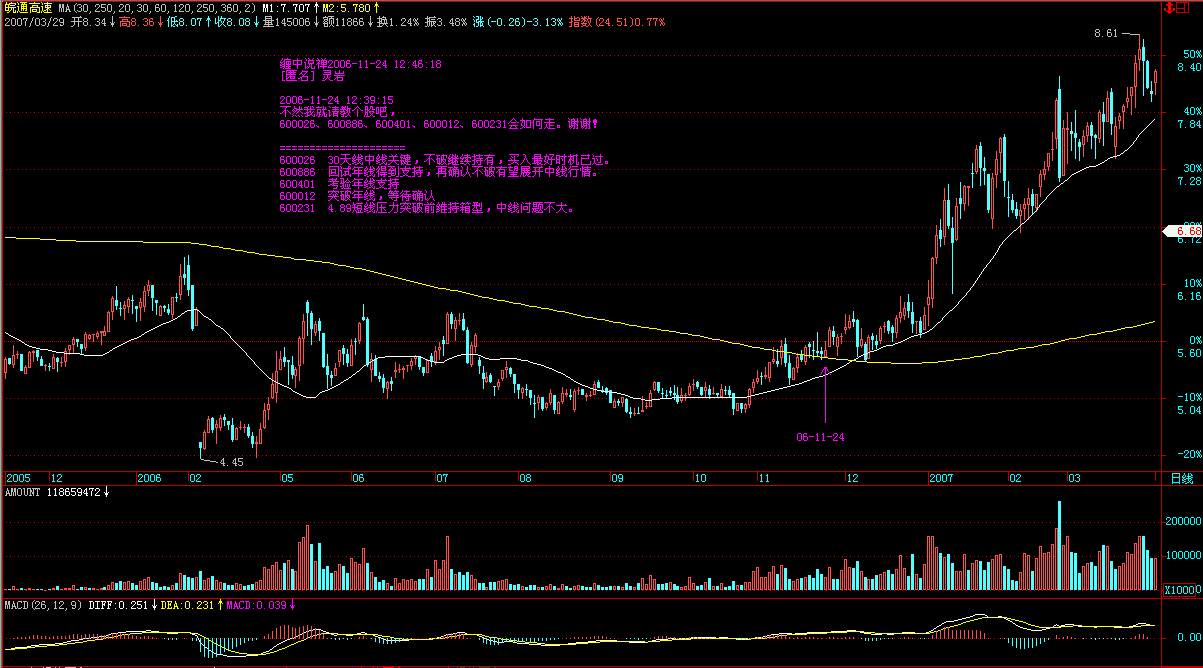 皖通高速 MA(30,250,20,30,60,120,250,360,2) M1:7.707↑M2:5.780↑
2007/03/29 开8.34↓高8.36↓低8.07↑收8.08↓量145006↓额11866↓换1.24% 振3.48% 涨(-0.26)-3.13% 指数(24.51)0.77%
8.61
缠中说禅2006-11-24 12:46:18
[匿名] 灵岩
2006-11-24 12:39:15
不然我就请教个股吧，
600026、600886、600401、600012、600231会如何走。谢谢！
=====================
600026 30天线中线关键，不破继续持有，买入最好时机已过。
600886 回试年线得到支持，再确认不破有望展开中线行情。
600401 考验年线支持
600012 突破年线，等待确认
600231 4.09短线压力突破前维持箱型，中线问题不大。
50%
8.40
40%
7.84
30%
7.28
6.68
6.72
10%
6.16
0%
5.60
-10%
5.04
-20%
06-11-24
4.45
2005 12 2006 02 05 06 07 08 09 10 11 12 2007 02 03 日线
AMOUNT 118659472↓
200000
100000
X10000
MACD(26,12,9) DIFF:0.251↓DEA:0.231↑MACD:0.039↓
0.00